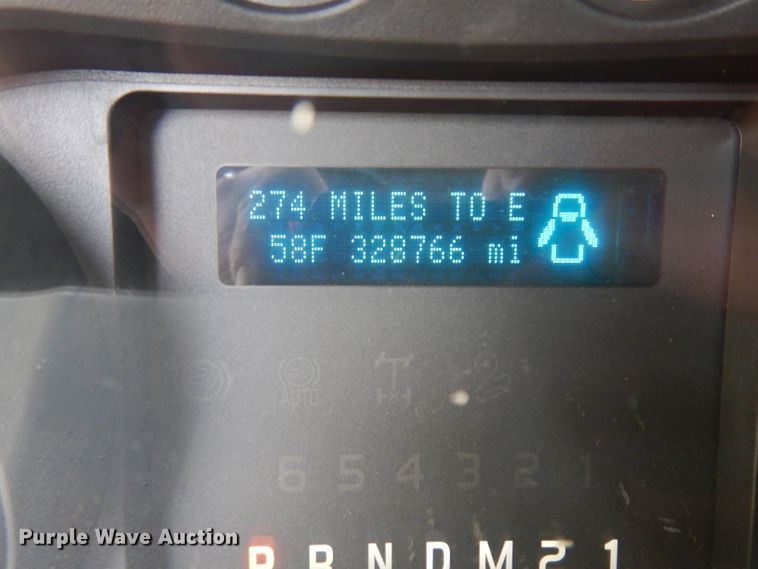 274 MILES TO E
58F 328766 mi
AUTO
6 5 4 3 2 1
P R N D M 2 1
Purple Wave Auction